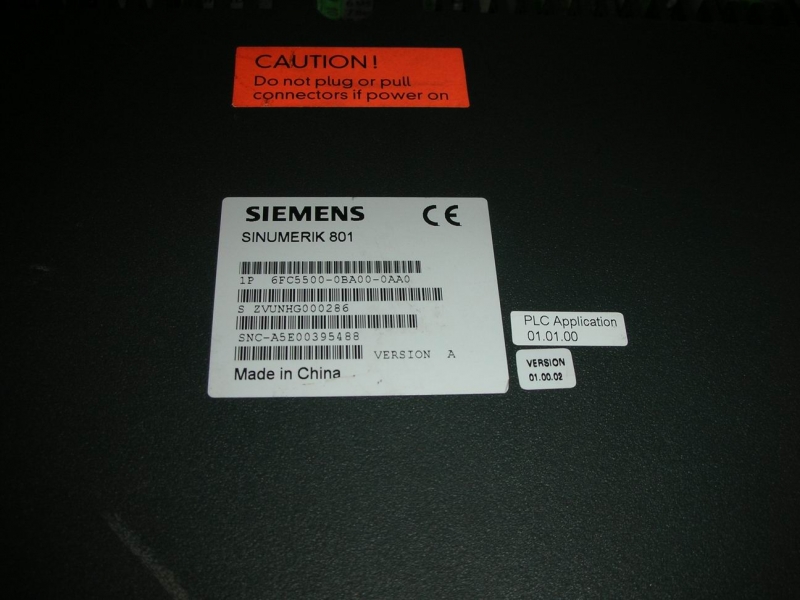 CAUTION!
Do not plug or pull
connectors if power on
SIEMENS
CE
SINUMERIK 801
1P 6FC5500-0BA00-0AA0
S ZVUNHG000286
SNC-A5E00395488
VERSION A
Made in China
PLC Application
01.01.00
VERSION
01.00.02